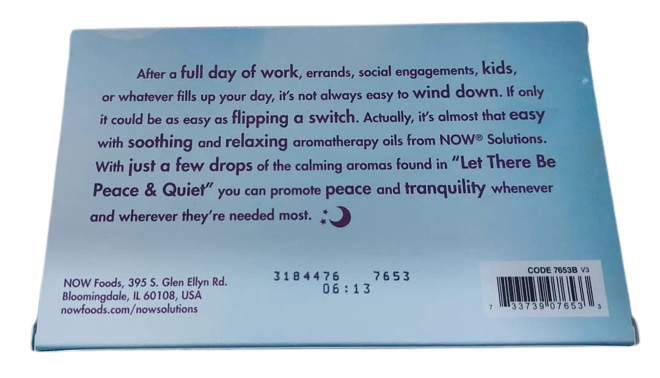 After a full day of work, errands, social engagements, kids,
or whatever fills up your day, it's not always easy to wind down. If only
it could be as easy as flipping a switch. Actually, it's almost that easy
with soothing and relaxing aromatherapy oils from NOW® Solutions.
With just a few drops of the calming aromas found in "Let There Be
Peace & Quiet" you can promote peace and tranquility whenever
and wherever they're needed most.
NOW Foods, 395 S. Glen Ellyn Rd.
Bloomingdale, IL 60108, USA
nowfoods.com/nowsolutions
3184476 7653
06:13
CODE 7653B V3
7 33739 07653 3